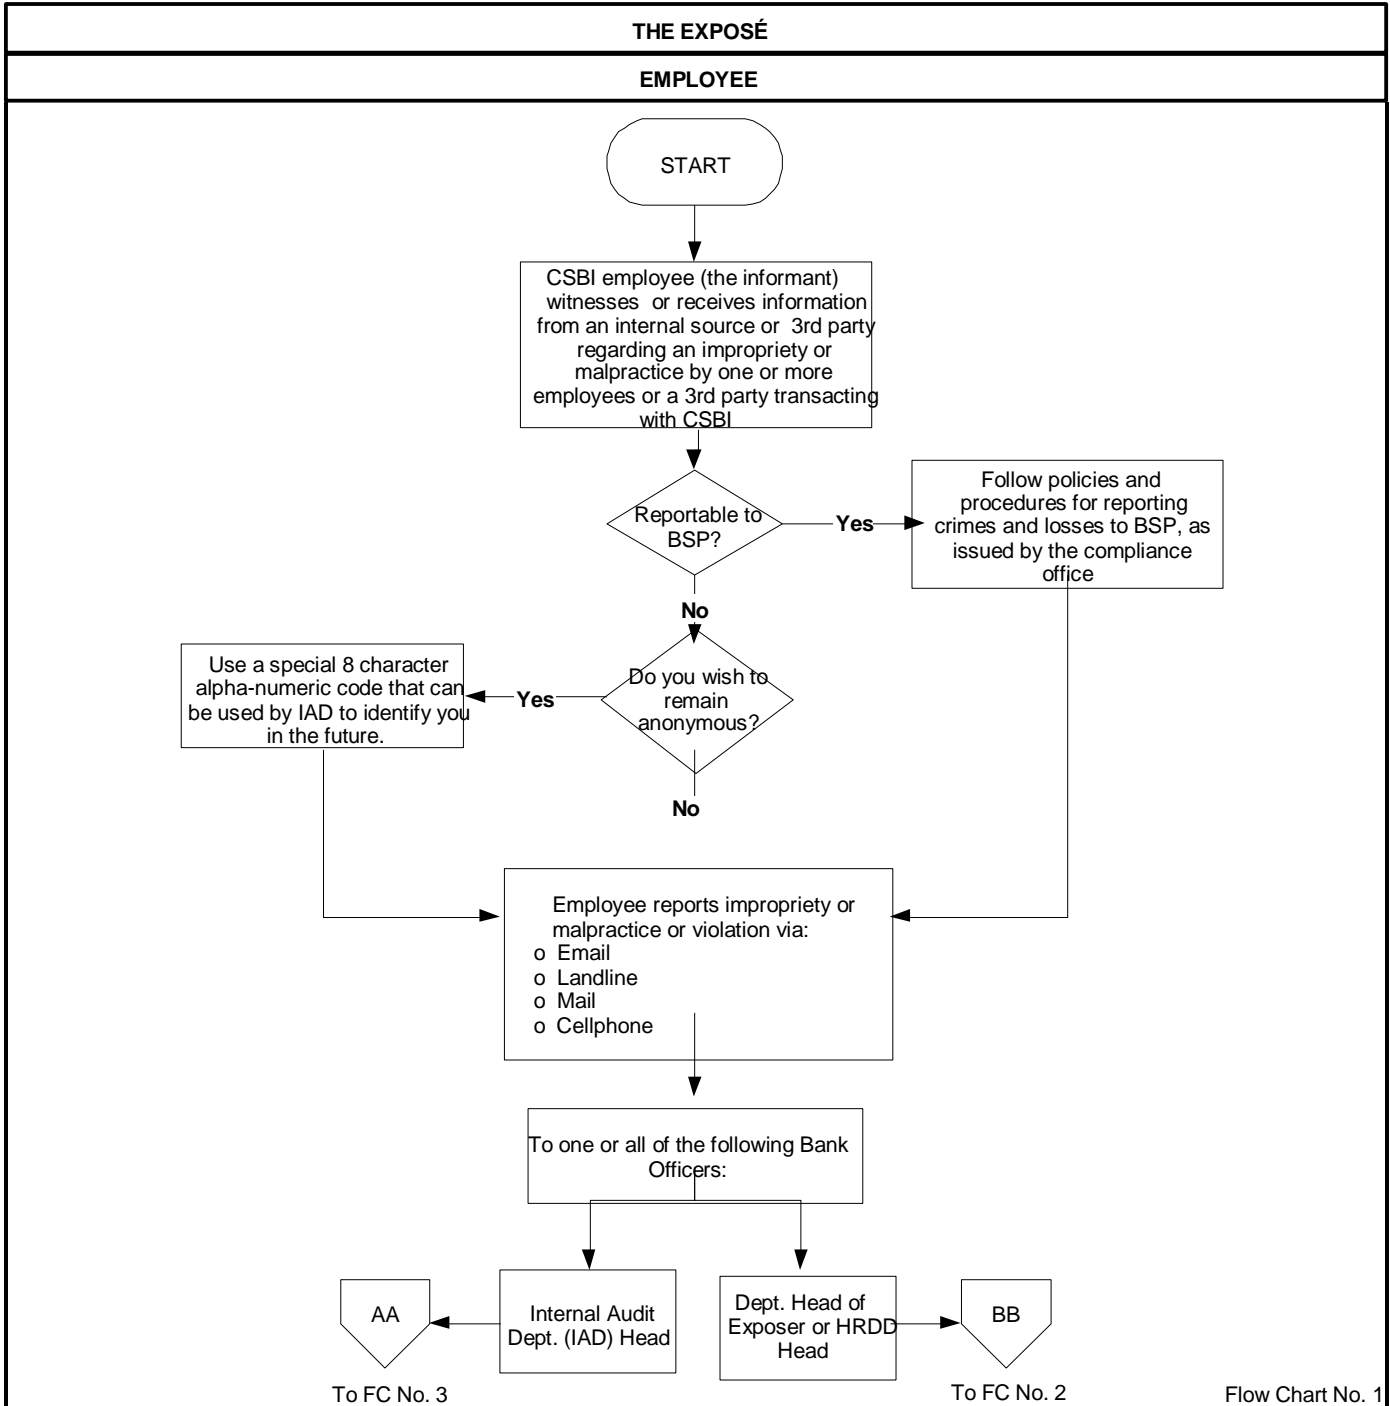 THE EXPOSÉ
EMPLOYEE
START
CSBI employee (the informant)
witnesses or receives information
from an internal source or 3rd party
regarding an impropriety or
malpractice by one or more
employees or a 3rd party transacting
with CSBI
Reportable to
BSP?
Yes
Follow policies and
procedures for reporting
crimes and losses to BSP, as
issued by the compliance
office
No
Do you wish to
remain
anonymous?
Yes
Use a special 8 character
alpha-numeric code that can
be used by IAD to identify you
in the future.
No
Employee reports impropriety or
malpractice or violation via:
o Email
o Landline
o Mail
o Cellphone
To one or all of the following Bank
Officers:
AA
Internal Audit
Dept. (IAD) Head
Dept. Head of
Exposer or HRDD
Head
BB
To FC No. 3
To FC No. 2
Flow Chart No. 1